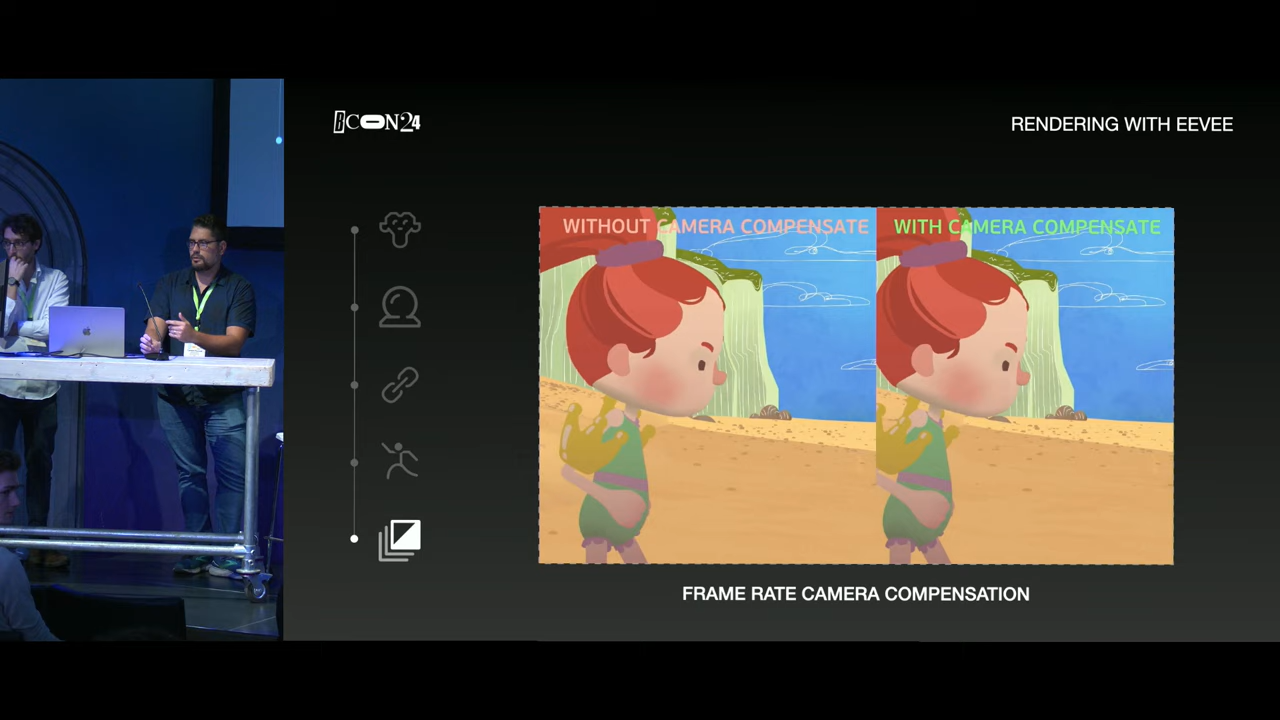 BCON24
RENDERING WITH EEVEE
WITHOUT CAMERA COMPENSATE
WITH CAMERA COMPENSATE
FRAME RATE CAMERA COMPENSATION